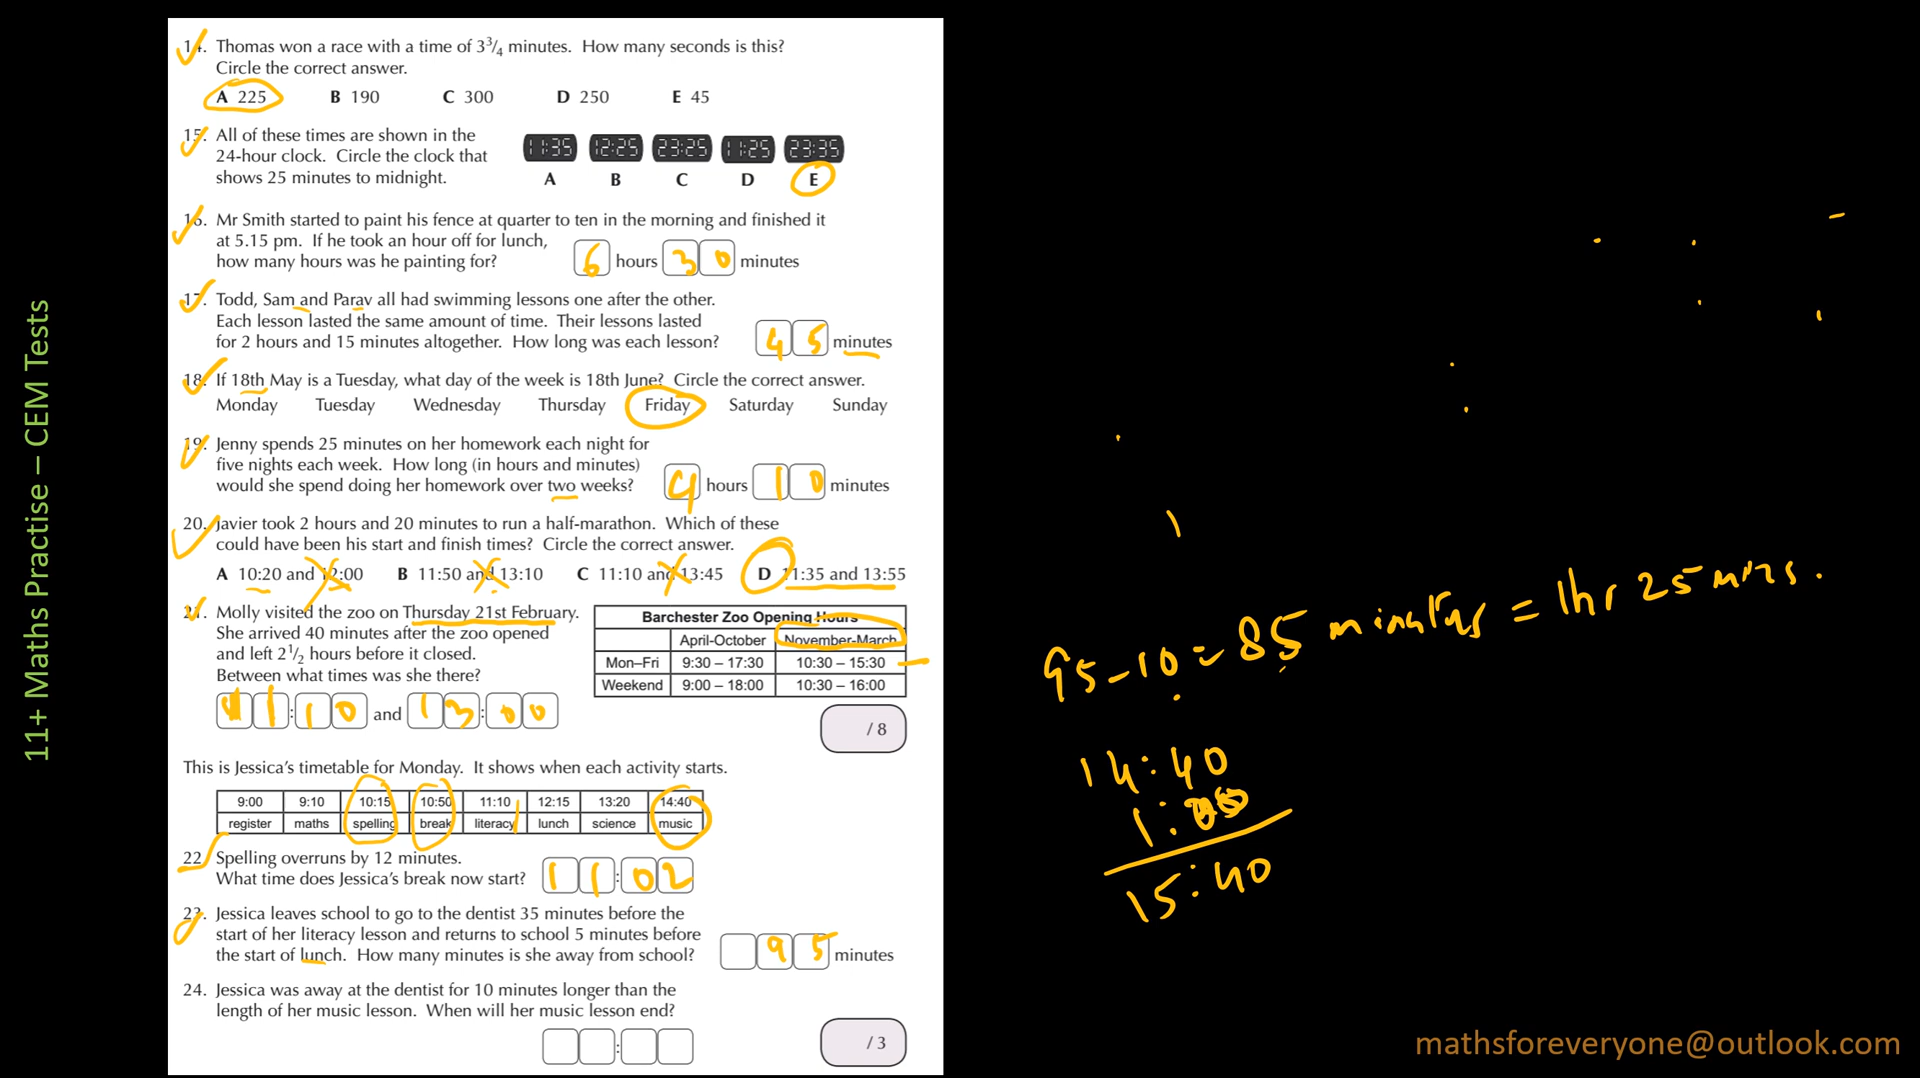 11+ Maths Practise – CEM Tests
14. Thomas won a race with a time of 3 3/4 minutes. How many seconds is this?
Circle the correct answer.
A 225 B 190 C 300 D 250 E 45
15. All of these times are shown in the
24-hour clock. Circle the clock that
shows 25 minutes to midnight.
11:35 12:25 23:25 11:25 23:35
A B C D E
16. Mr Smith started to paint his fence at quarter to ten in the morning and finished it
at 5.15 pm. If he took an hour off for lunch,
how many hours was he painting for? 6 hours 30 minutes
17. Todd, Sam and Parav all had swimming lessons one after the other.
Each lesson lasted the same amount of time. Their lessons lasted
for 2 hours and 15 minutes altogether. How long was each lesson? 45 minutes
18. If 18th May is a Tuesday, what day of the week is 18th June? Circle the correct answer.
Monday Tuesday Wednesday Thursday Friday Saturday Sunday
19. Jenny spends 25 minutes on her homework each night for
five nights each week. How long (in hours and minutes)
would she spend doing her homework over two weeks? 4 hours 10 minutes
20. Javier took 2 hours and 20 minutes to run a half-marathon. Which of these
could have been his start and finish times? Circle the correct answer.
A 10:20 and 12:00 B 11:50 and 13:10 C 11:10 and 13:45 D 11:35 and 13:55
21. Molly visited the zoo on Thursday 21st February.
She arrived 40 minutes after the zoo opened
and left 2 1/2 hours before it closed.
Between what times was she there?
11:10 and 13:00
Barchester Zoo Opening Hours
April-October November-March
Mon–Fri 9:30 – 17:30 10:30 – 15:30
Weekend 9:00 – 18:00 10:30 – 16:00
/ 8
This is Jessica's timetable for Monday. It shows when each activity starts.
9:00 9:10 10:15 10:50 11:10 12:15 13:20 14:40
register maths spelling break literacy lunch science music
22. Spelling overruns by 12 minutes.
What time does Jessica's break now start? 11:02
23. Jessica leaves school to go to the dentist 35 minutes before the
start of her literacy lesson and returns to school 5 minutes before
the start of lunch. How many minutes is she away from school? 95 minutes
24. Jessica was away at the dentist for 10 minutes longer than the
length of her music lesson. When will her music lesson end?
:
/ 3
95-10=85 minutes = 1hr 25 mins.
14:40
1:
15:40
mathsforeveryone@outlook.com